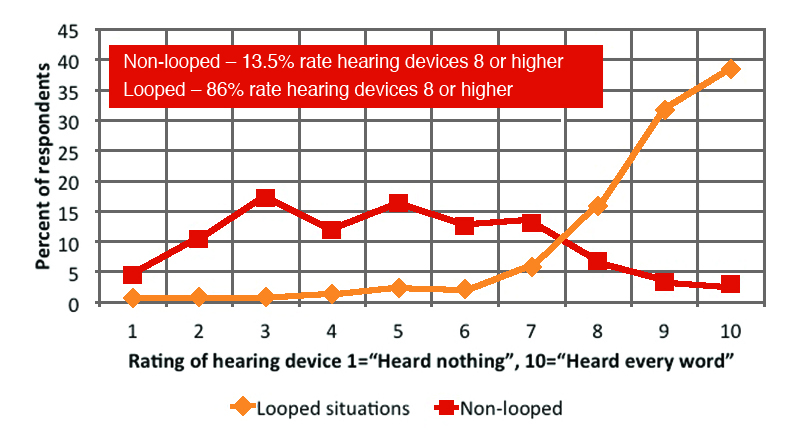 45
40
35
30
25
20
15
10
5
0
Percent of respondents
Non-looped – 13.5% rate hearing devices 8 or higher
Looped – 86% rate hearing devices 8 or higher
1 2 3 4 5 6 7 8 9 10
Rating of hearing device 1=“Heard nothing”, 10=“Heard every word”
Looped situations Non-looped